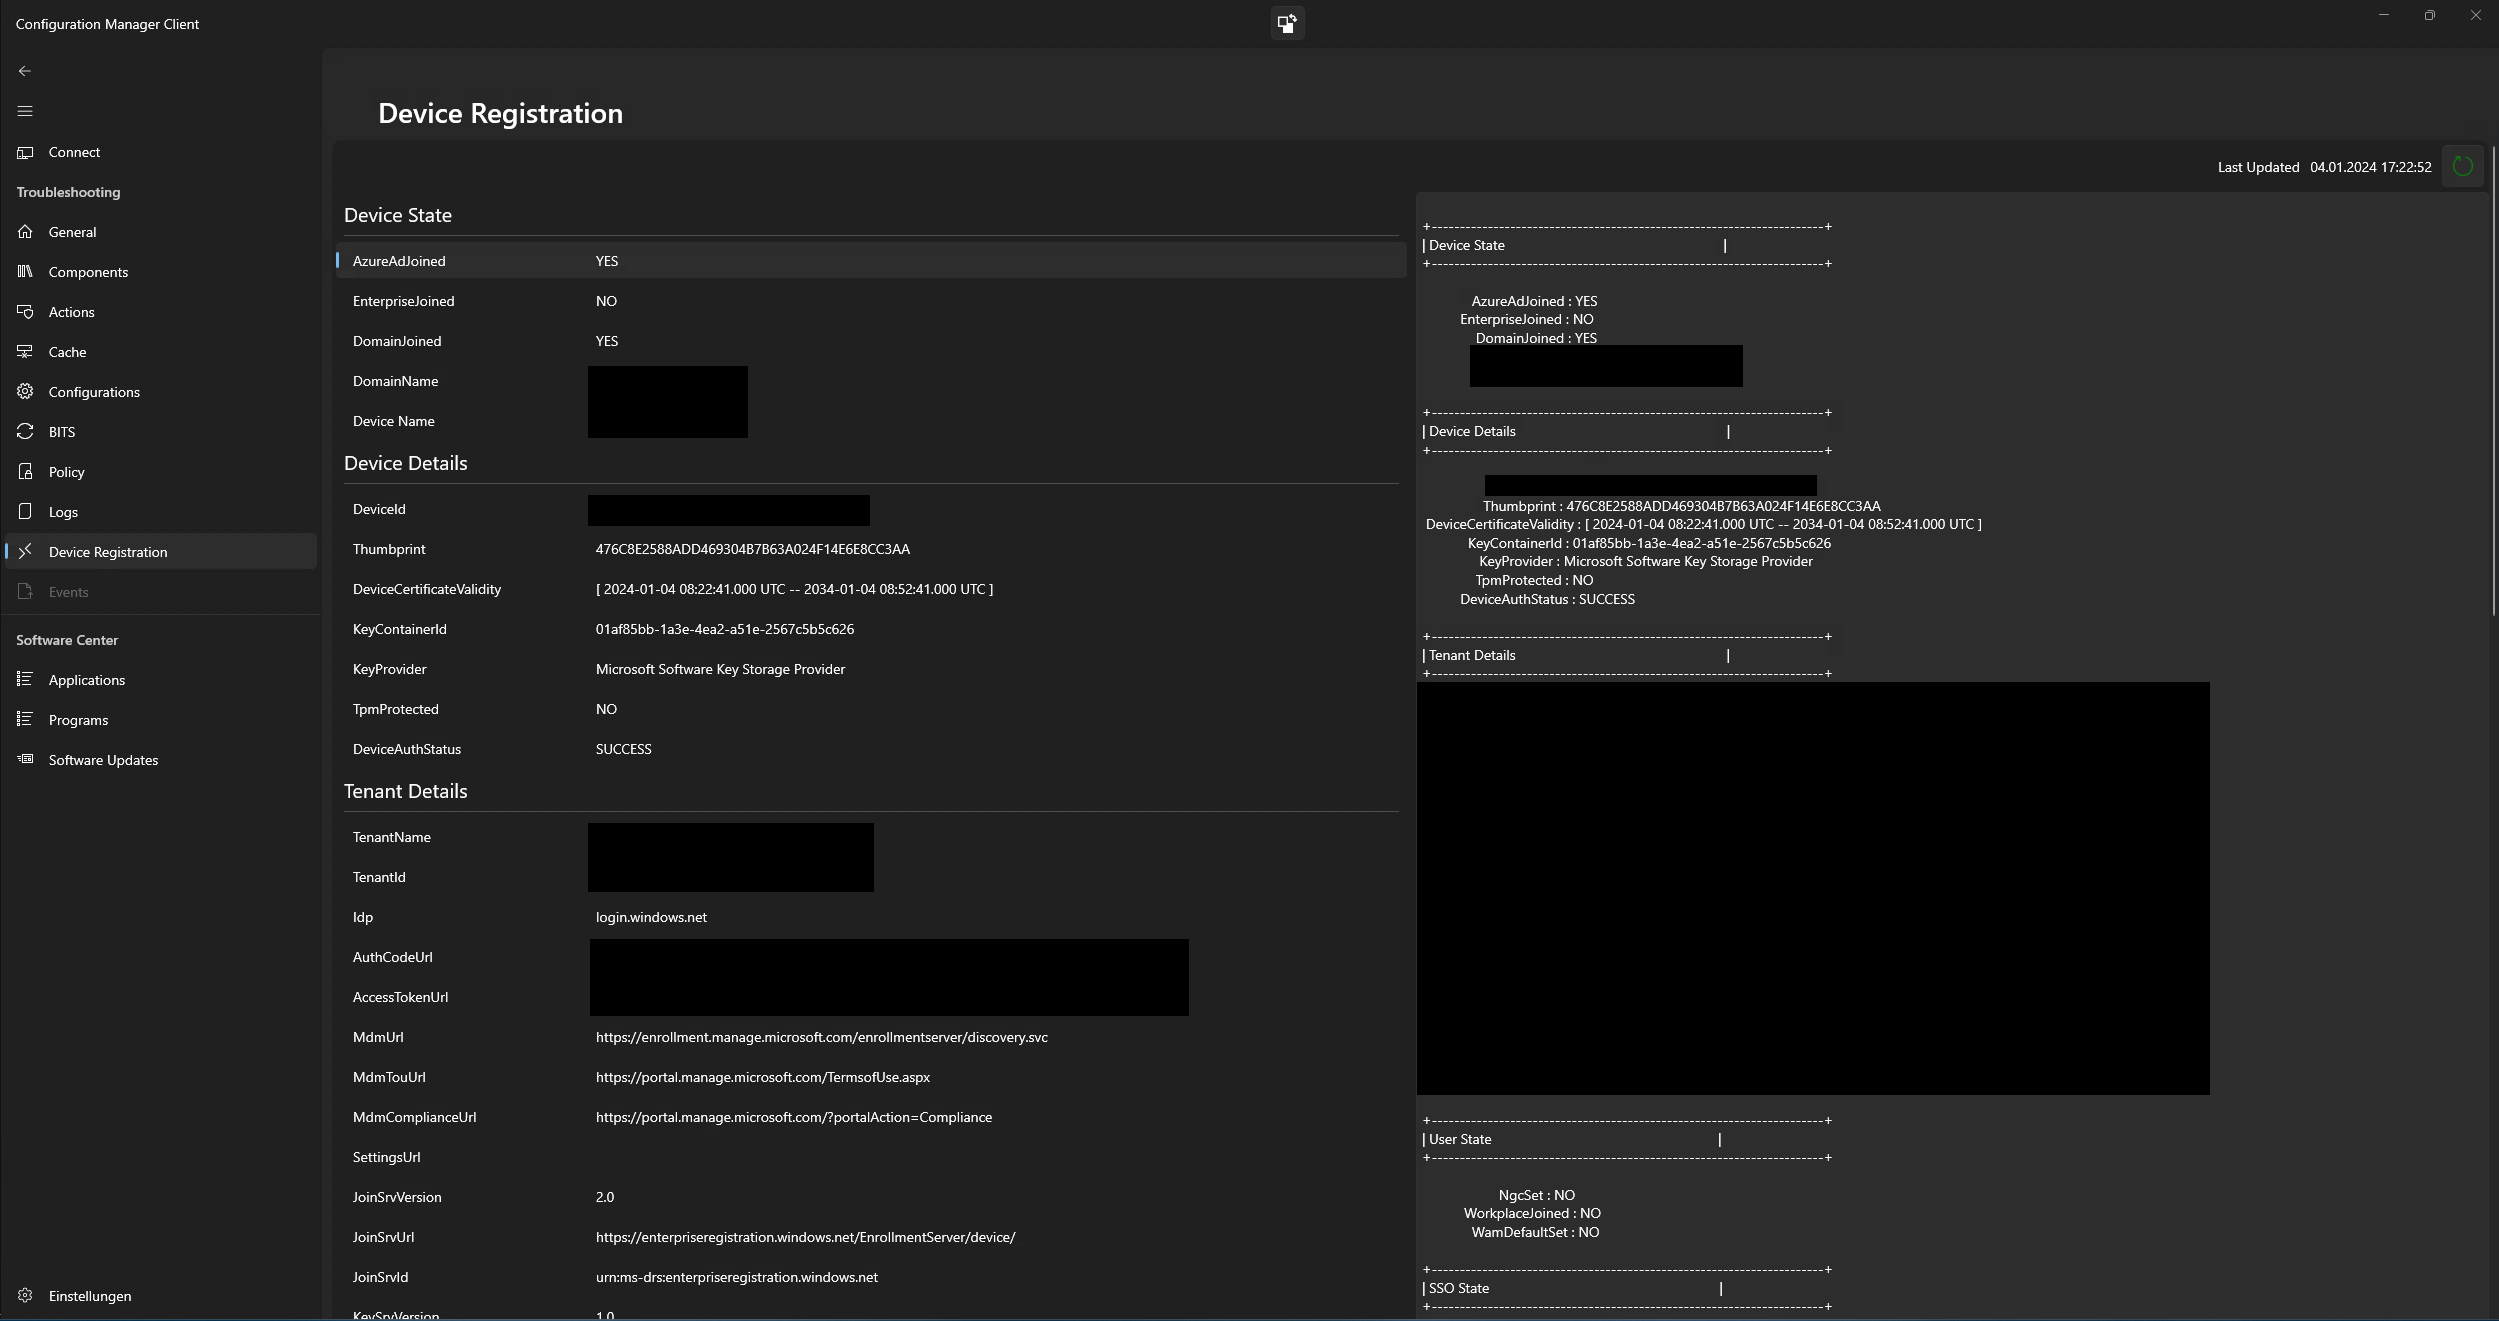 Configuration Manager Client
Connect
Troubleshooting
General
Components
Actions
Cache
Configurations
BITS
Policy
Logs
Device Registration
Events
Software Center
Applications
Programs
Software Updates
Einstellungen
Device Registration
Last Updated 04.01.2024 17:22:52
Device State
AzureAdJoined YES
EnterpriseJoined NO
DomainJoined YES
DomainName
Device Name
Device Details
DeviceId
Thumbprint 476C8E2588ADD469304B7B63A024F14E6E8CC3AA
DeviceCertificateValidity [ 2024-01-04 08:22:41.000 UTC -- 2034-01-04 08:52:41.000 UTC ]
KeyContainerId 01af85bb-1a3e-4ea2-a51e-2567c5b5c626
KeyProvider Microsoft Software Key Storage Provider
TpmProtected NO
DeviceAuthStatus SUCCESS
Tenant Details
TenantName
TenantId
Idp login.windows.net
AuthCodeUrl
AccessTokenUrl
MdmUrl https://enrollment.manage.microsoft.com/enrollmentserver/discovery.svc
MdmTouUrl https://portal.manage.microsoft.com/TermsofUse.aspx
MdmComplianceUrl https://portal.manage.microsoft.com/?portalAction=Compliance
SettingsUrl
JoinSrvVersion 2.0
JoinSrvUrl https://enterpriseregistration.windows.net/EnrollmentServer/device/
JoinSrvId urn:ms-drs:enterpriseregistration.windows.net
KeySrvVersion 1.0
+----------------------------------------------------------------------+
| Device State |
+----------------------------------------------------------------------+
AzureAdJoined : YES
EnterpriseJoined : NO
DomainJoined : YES
+----------------------------------------------------------------------+
| Device Details |
+----------------------------------------------------------------------+
Thumbprint : 476C8E2588ADD469304B7B63A024F14E6E8CC3AA
DeviceCertificateValidity : [ 2024-01-04 08:22:41.000 UTC -- 2034-01-04 08:52:41.000 UTC ]
KeyContainerId : 01af85bb-1a3e-4ea2-a51e-2567c5b5c626
KeyProvider : Microsoft Software Key Storage Provider
TpmProtected : NO
DeviceAuthStatus : SUCCESS
+----------------------------------------------------------------------+
| Tenant Details |
+----------------------------------------------------------------------+
+----------------------------------------------------------------------+
| User State |
+----------------------------------------------------------------------+
NgcSet : NO
WorkplaceJoined : NO
WamDefaultSet : NO
+----------------------------------------------------------------------+
| SSO State |
+----------------------------------------------------------------------+